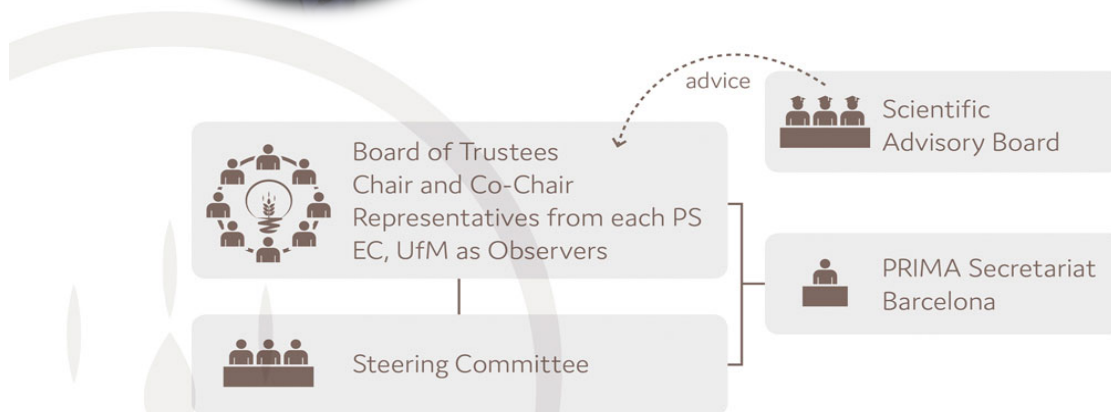 advice
Scientific
Advisory Board
Board of Trustees
Chair and Co-Chair
Representatives from each PS
EC, UfM as Observers
PRIMA Secretariat
Barcelona
Steering Committee